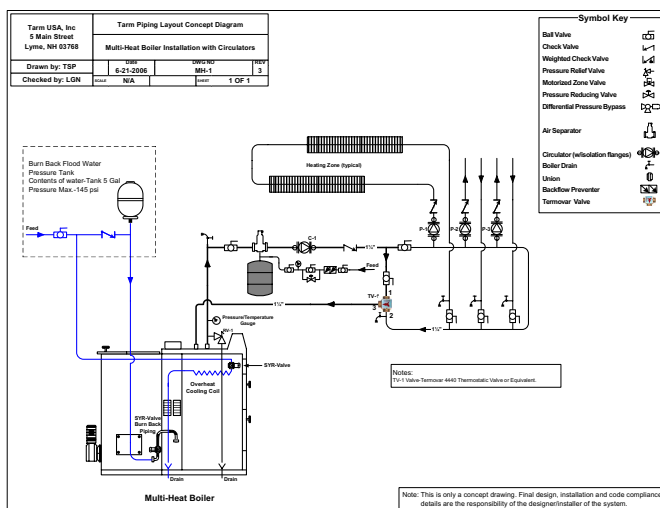 Tarm USA, Inc
5 Main Street
Lyme, NH 03768
Tarm Piping Layout Concept Diagram
Multi-Heat Boiler Installation with Circulators
Drawn by: TSP
Date
6-21-2006
DWG NO
MH-1
REV
3
Checked by: LGN
SCALE
N/A
SHEET
1 OF 1
Symbol Key
Ball Valve
Check Valve
Weighted Check Valve
Pressure Relief Valve
Motorized Zone Valve
Pressure Reducing Valve
Differential Pressure Bypass
Air Separator
Circulator (w/isolation flanges)
Boiler Drain
Union
Backflow Preventer
Termovar Valve
Burn Back Flood Water
Pressure Tank
Contents of water-Tank 5 Gal
Pressure Max.-145 psi
Feed
Heating Zone (typical)
P-1
P-2
P-3
C-1
1¼"
Feed
1
TV-1
3
2
1¼"
1¼"
Pressure/Temperature
Gauge
RV-1
SYR-Valve
Overheat
Cooling Coil
SYR-Valve
Burn Back
Piping
Drain
Drain
Multi-Heat Boiler
Notes:
TV-1 Valve-Termovar 4440 Thermostatic Valve or Equivalent.
Note: This is only a concept drawing. Final design, installation and code compliance
details are the responsibility of the designer/installer of the system.